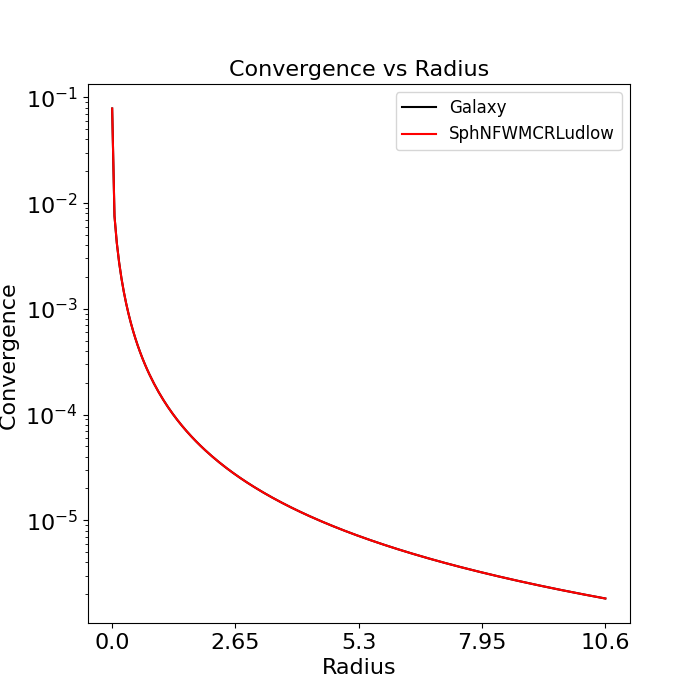 Convergence vs Radius
Galaxy
SphNFWMCRLudlow
Convergence
10⁻¹
10⁻²
10⁻³
10⁻⁴
10⁻⁵
0.0 2.65 5.3 7.95 10.6
Radius